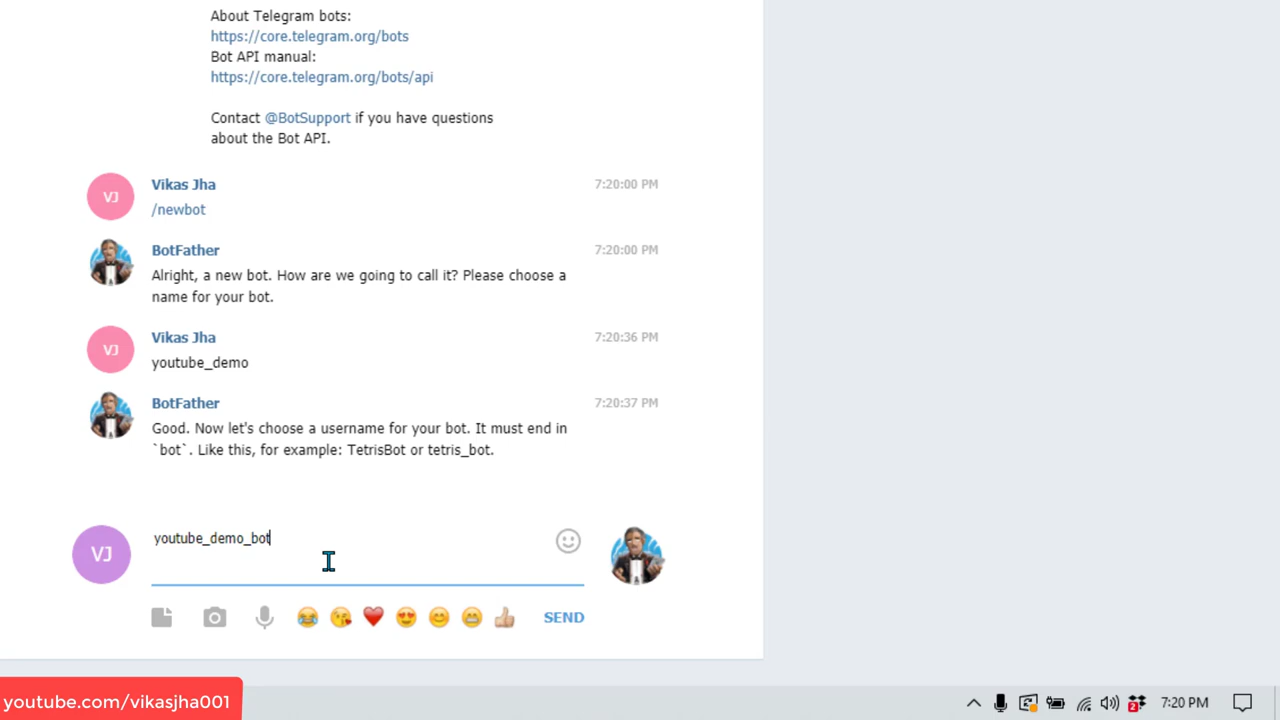 About Telegram bots:
https://core.telegram.org/bots
Bot API manual:
https://core.telegram.org/bots/api
Contact @BotSupport if you have questions
about the Bot API.
Vikas Jha 7:20:00 PM
VJ
/newbot
BotFather 7:20:00 PM
Alright, a new bot. How are we going to call it? Please choose a
name for your bot.
Vikas Jha 7:20:36 PM
VJ
youtube_demo
BotFather 7:20:37 PM
Good. Now let's choose a username for your bot. It must end in
`bot`. Like this, for example: TetrisBot or tetris_bot.
youtube_demo_bot
VJ
SEND
youtube.com/vikasjha001
2
7:20 PM